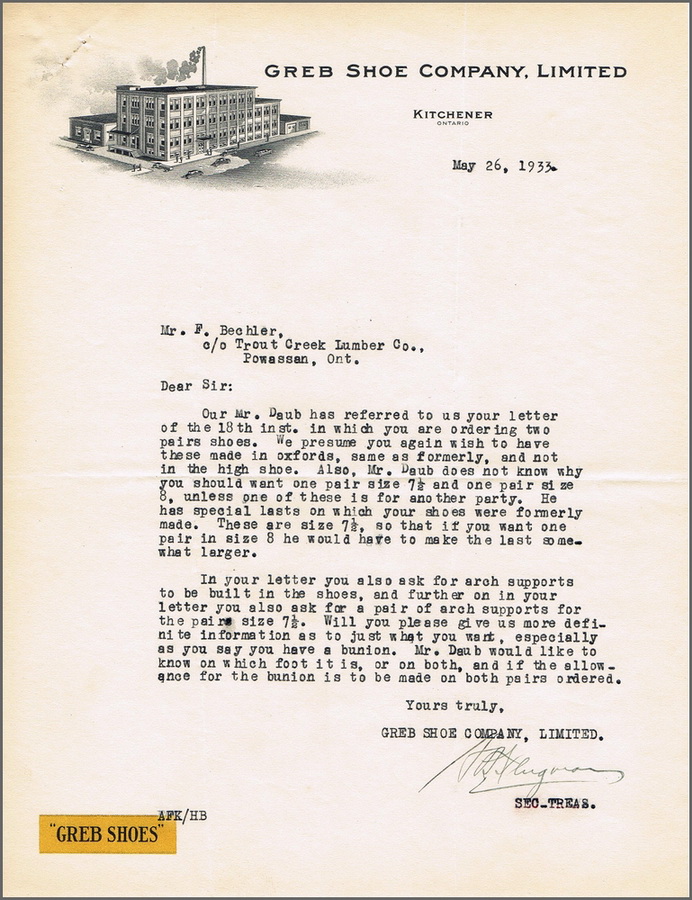 GREB SHOE COMPANY, LIMITED
KITCHENER
ONTARIO
May 26, 1933.
Mr. F. Bechler,
c/o Trout Creek Lumber Co.,
Powassan, Ont.
Dear Sir:
Our Mr. Daub has referred to us your letter
of the 18th inst. in which you are ordering two
pairs shoes. We presume you again wish to have
these made in oxfords, same as formerly, and not
in the high shoe. Also, Mr. Daub does not know why
you should want one pair size 7½ and one pair size
8, unless one of these is for another party. He
has special lasts on which your shoes were formerly
made. These are size 7½, so that if you want one
pair in size 8 he would have to make the last some-
what larger.
In your letter you also ask for arch supports
to be built in the shoes, and further on in your
letter you also ask for a pair of arch supports for
the pairs size 7½. Will you please give us more defi-
nite information as to just what you want, especially
as you say you have a bunion. Mr. Daub would like to
know on which foot it is, or on both, and if the allow-
ance for the bunion is to be made on both pairs ordered.
Yours truly,
GREB SHOE COMPANY, LIMITED.
SEC-TREAS.
AFK/HB
"GREB SHOES"